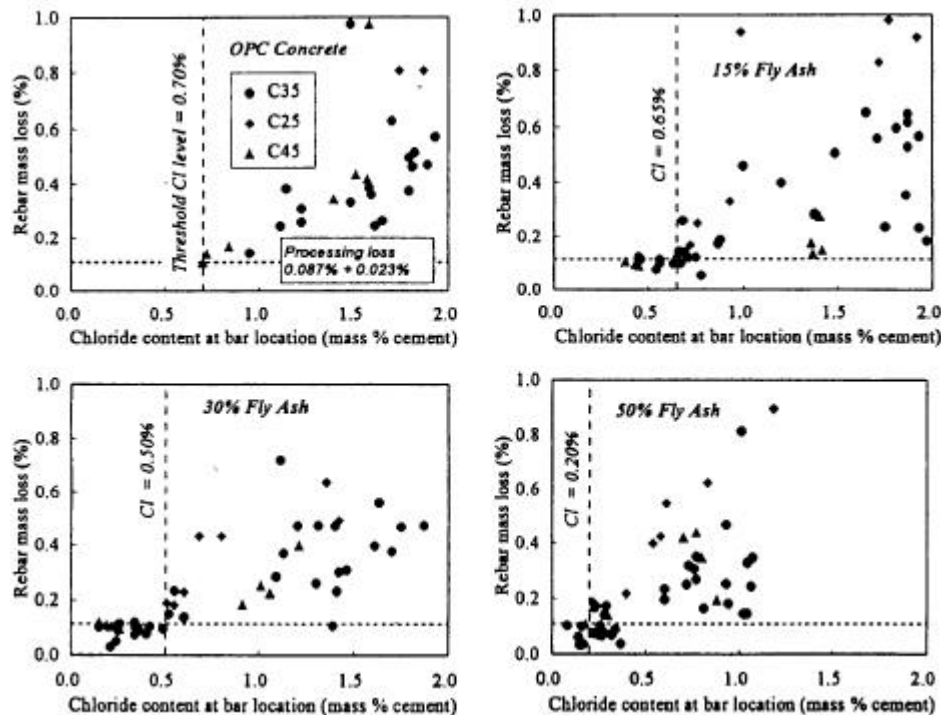 1.0
0.8
0.6
0.4
0.2
0.0
Rebar mass loss (%)
Threshold Cl level = 0.70%
OPC Concrete
C35
C25
C45
Processing loss
0.087% + 0.023%
0.0 0.5 1.0 1.5 2.0
Chloride content at bar location (mass % cement)
1.0
0.8
0.6
0.4
0.2
0.0
Rebar mass loss (%)
Cl = 0.65%
15% Fly Ash
0.0 0.5 1.0 1.5 2.0
Chloride content at bar location (mass % cement)
1.0
0.8
0.6
0.4
0.2
0.0
Rebar mass loss (%)
Cl = 0.50%
30% Fly Ash
0.0 0.5 1.0 1.5 2.0
Chloride content at bar location (mass % cement)
1.0
0.8
0.6
0.4
0.2
0.0
Rebar mass loss (%)
Cl = 0.20%
50% Fly Ash
0.0 0.5 1.0 1.5 2.0
Chloride content at bar location (mass % cement)